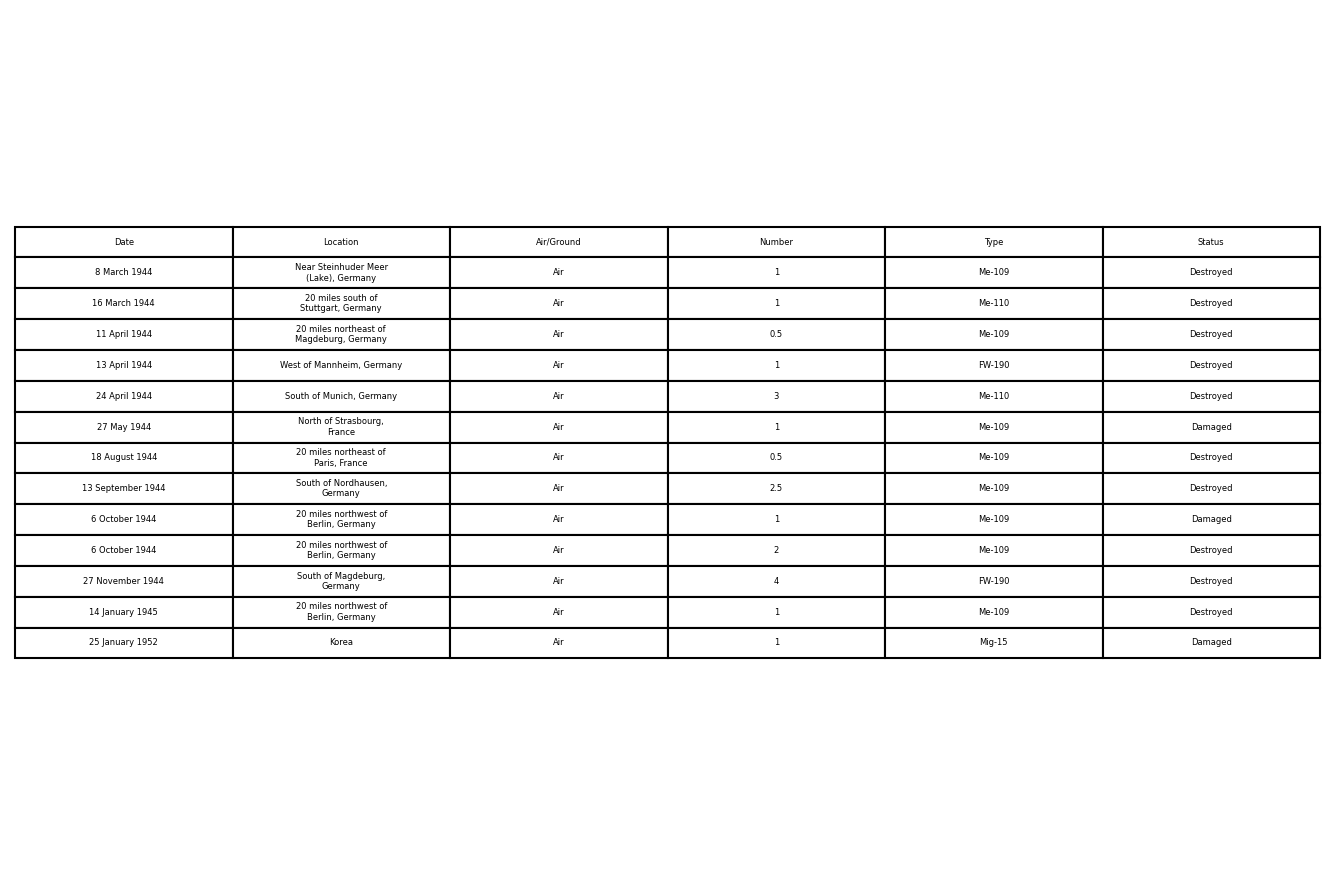 Date Location Air/Ground Number Type Status
8 March 1944 Near Steinhuder Meer (Lake), Germany Air 1 Me-109 Destroyed
16 March 1944 20 miles south of Stuttgart, Germany Air 1 Me-110 Destroyed
11 April 1944 20 miles northeast of Magdeburg, Germany Air 0.5 Me-109 Destroyed
13 April 1944 West of Mannheim, Germany Air 1 FW-190 Destroyed
24 April 1944 South of Munich, Germany Air 3 Me-110 Destroyed
27 May 1944 North of Strasbourg, France Air 1 Me-109 Damaged
18 August 1944 20 miles northeast of Paris, France Air 0.5 Me-109 Destroyed
13 September 1944 South of Nordhausen, Germany Air 2.5 Me-109 Destroyed
6 October 1944 20 miles northwest of Berlin, Germany Air 1 Me-109 Damaged
6 October 1944 20 miles northwest of Berlin, Germany Air 2 Me-109 Destroyed
27 November 1944 South of Magdeburg, Germany Air 4 FW-190 Destroyed
14 January 1945 20 miles northwest of Berlin, Germany Air 1 Me-109 Destroyed
25 January 1952 Korea Air 1 Mig-15 Damaged